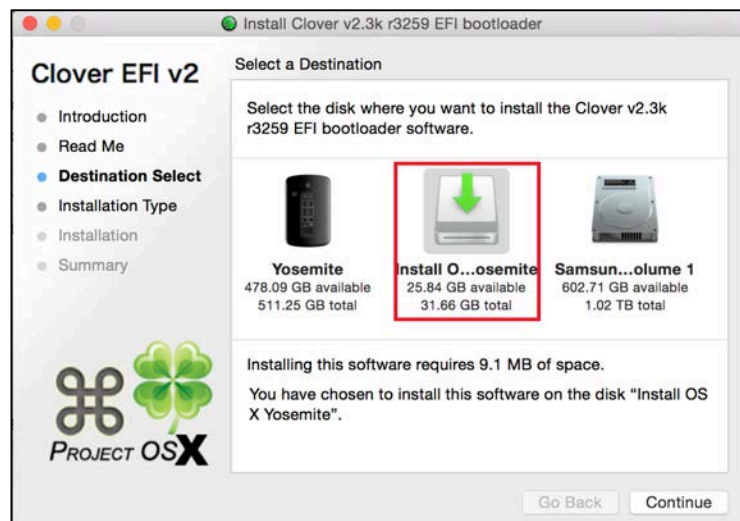 Install Clover v2.3k r3259 EFI bootloader
Clover EFI v2
Introduction
Read Me
Destination Select
Installation Type
Installation
Summary
PROJECT OSX
Select a Destination
Select the disk where you want to install the Clover v2.3k
r3259 EFI bootloader software.
Yosemite
478.09 GB available
511.25 GB total
Install O...osemite
25.84 GB available
31.66 GB total
Samsun...olume 1
602.71 GB available
1.02 TB total
Installing this software requires 9.1 MB of space.
You have chosen to install this software on the disk “Install OS
X Yosemite”.
Go Back
Continue